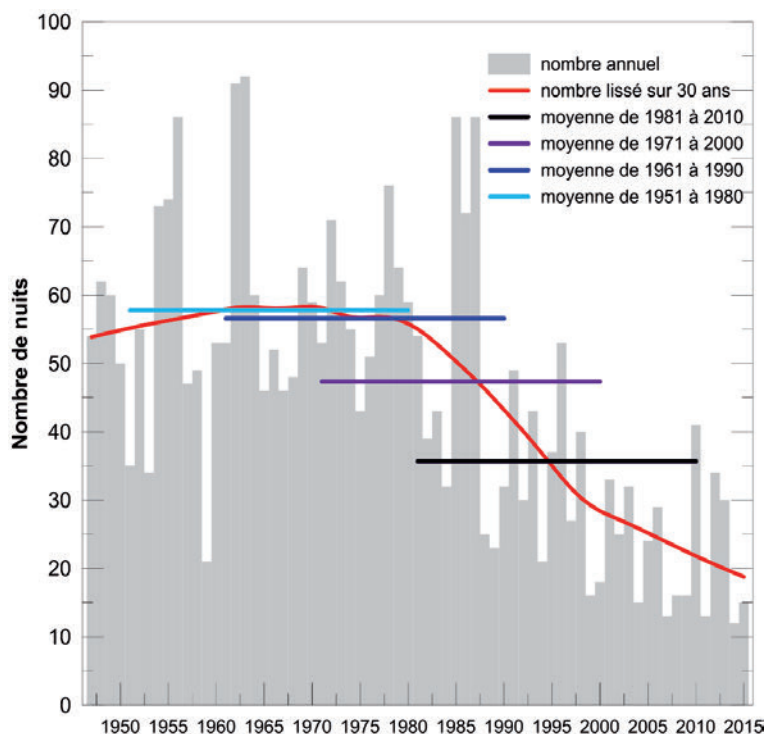 100
90
80
70
60
50
40
30
20
10
0
Nombre de nuits
nombre annuel
nombre lissé sur 30 ans
moyenne de 1981 à 2010
moyenne de 1971 à 2000
moyenne de 1961 à 1990
moyenne de 1951 à 1980
1950 1955 1960 1965 1970 1975 1980 1985 1990 1995 2000 2005 2010 2015